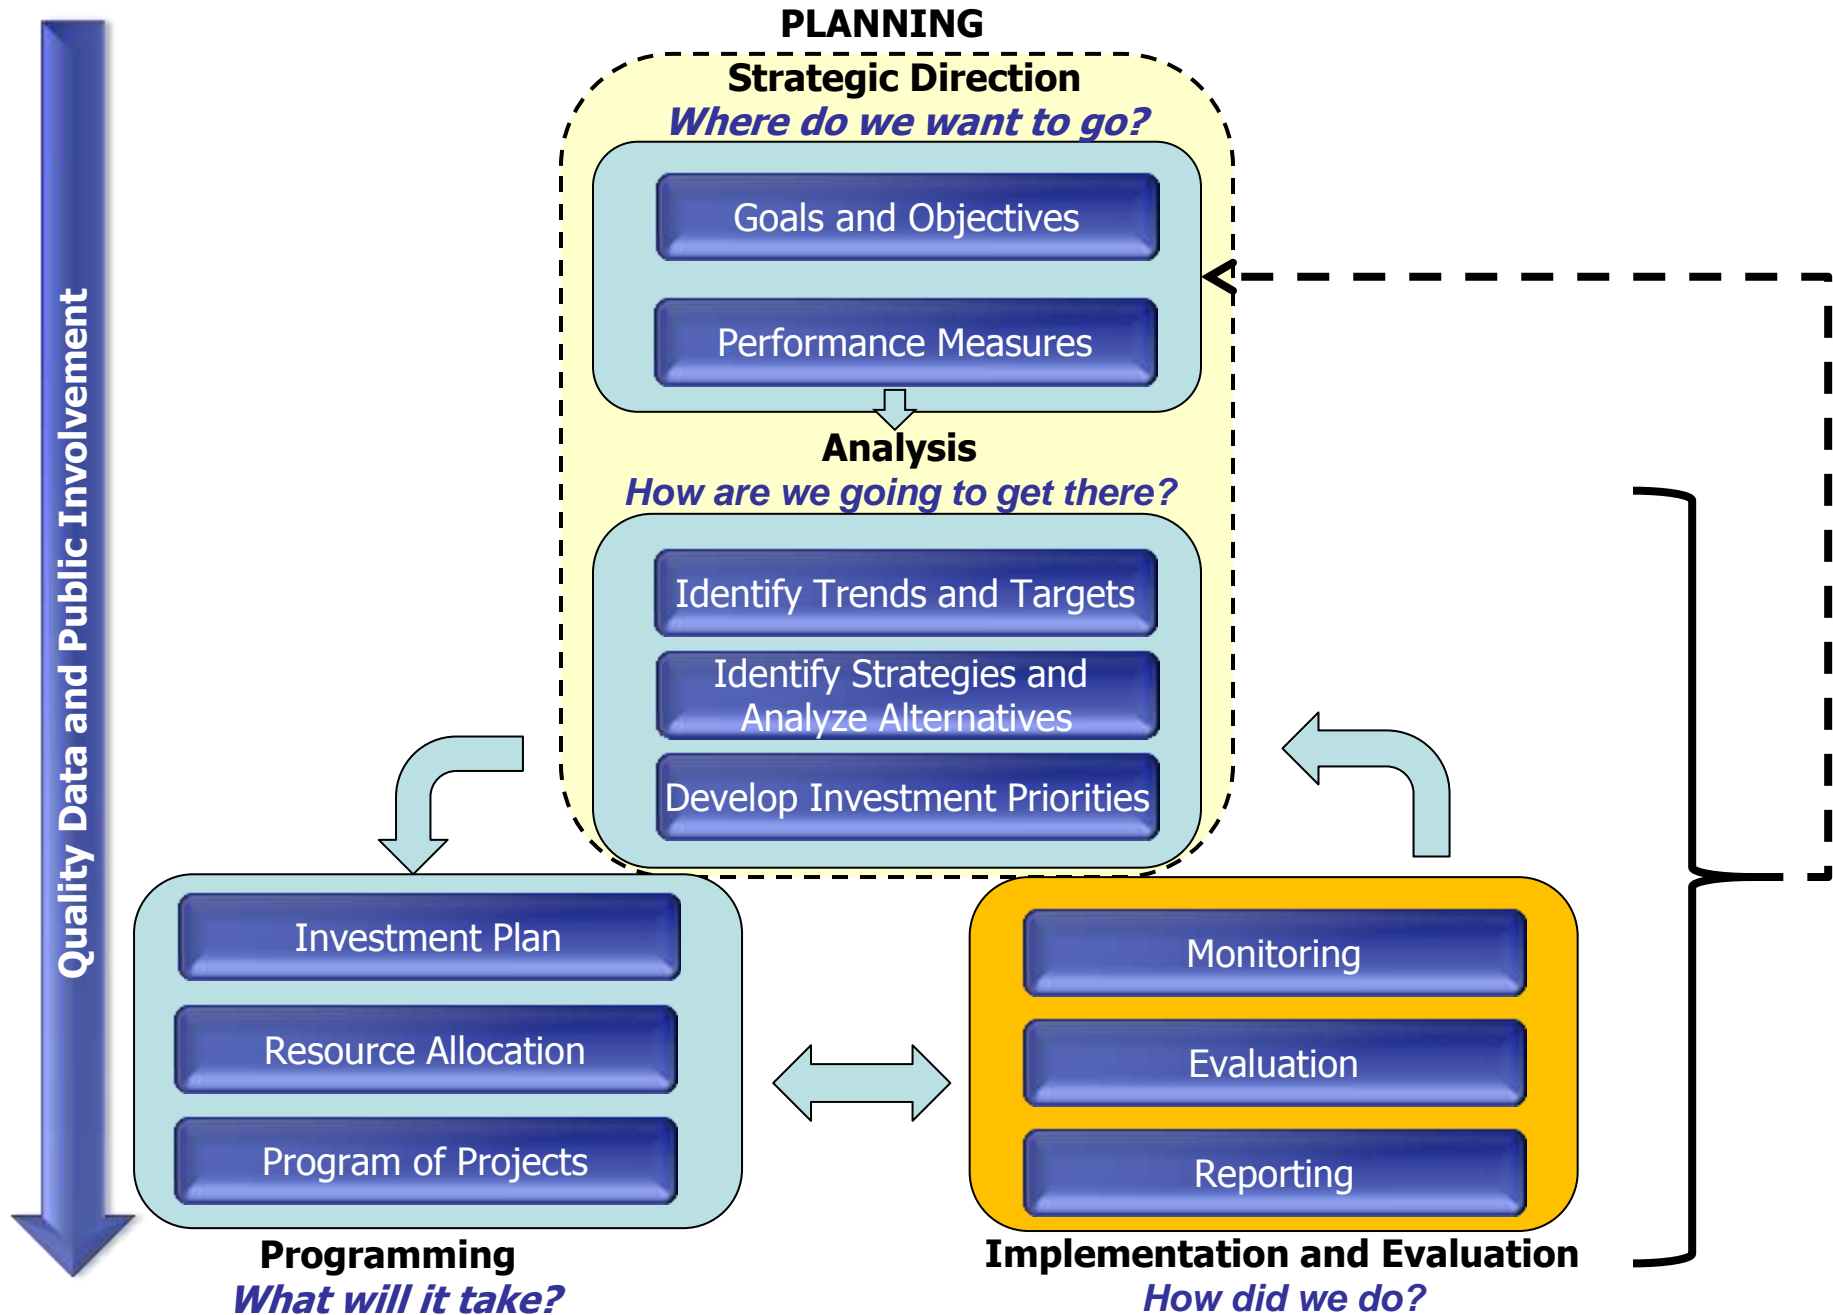 PLANNING
Strategic Direction
Where do we want to go?
Goals and Objectives
Performance Measures
Analysis
How are we going to get there?
Identify Trends and Targets
Identify Strategies and
Analyze Alternatives
Develop Investment Priorities
Quality Data and Public Involvement
Investment Plan
Resource Allocation
Program of Projects
Programming
What will it take?
Monitoring
Evaluation
Reporting
Implementation and Evaluation
How did we do?